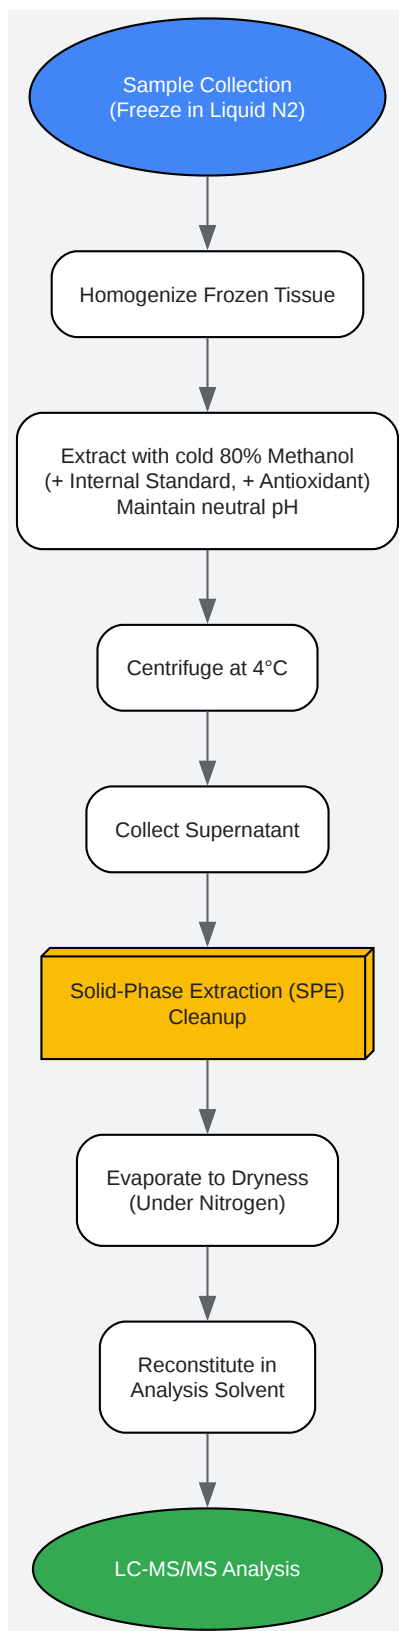 Sample Collection
(Freeze in Liquid N2)
Homogenize Frozen Tissue
Extract with cold 80% Methanol
(+ Internal Standard, + Antioxidant)
Maintain neutral pH
Centrifuge at 4°C
Collect Supernatant
Solid-Phase Extraction (SPE)
Cleanup
Evaporate to Dryness
(Under Nitrogen)
Reconstitute in
Analysis Solvent
LC-MS/MS Analysis